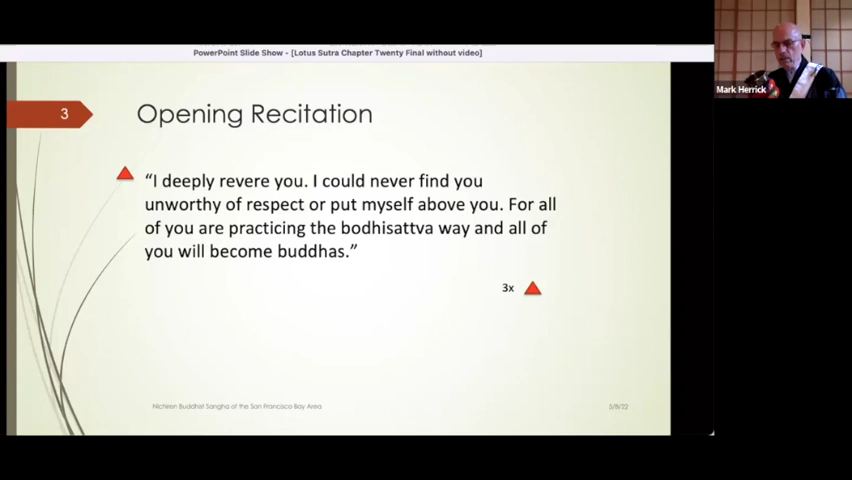 PowerPoint Slide Show - [Lotus Sutra Chapter Twenty Final without video]
Mark Herrick
3
Opening Recitation
“I deeply revere you. I could never find you
unworthy of respect or put myself above you. For all
of you are practicing the bodhisattva way and all of
you will become buddhas.”
3x
Nichiren Buddhist Sangha of the San Francisco Bay Area
5/8/22